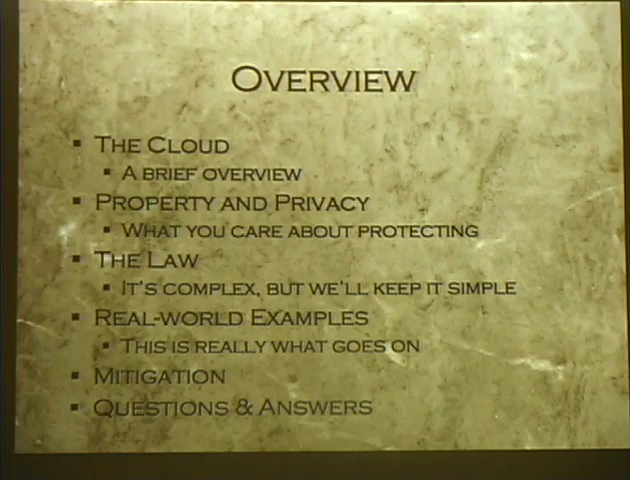 OVERVIEW
▪ THE CLOUD
▪ A BRIEF OVERVIEW
▪ PROPERTY AND PRIVACY
▪ WHAT YOU CARE ABOUT PROTECTING
▪ THE LAW
▪ IT'S COMPLEX, BUT WE'LL KEEP IT SIMPLE
▪ REAL-WORLD EXAMPLES
▪ THIS IS REALLY WHAT GOES ON
▪ MITIGATION
▪ QUESTIONS & ANSWERS